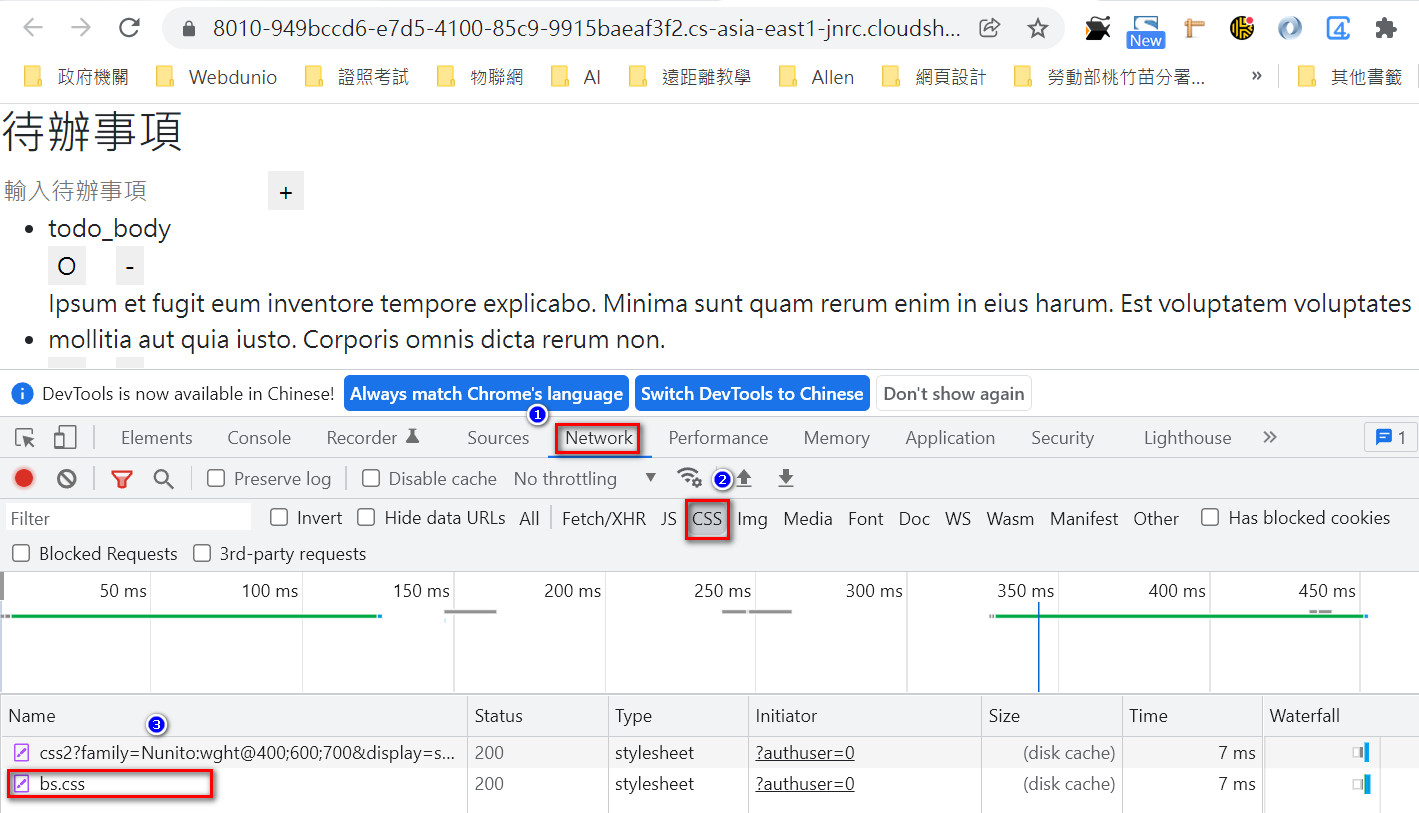 8010-949bccd6-e7d5-4100-85c9-9915baeaf3f2.cs-asia-east1-jnrc.cloudsh...
New
4
政府機關 Webdunio 證照考試 物聯網 AI 遠距離教學 Allen 網頁設計 勞動部桃竹苗分署... » 其他書籤
待辦事項
輸入待辦事項 +
• todo_body
O -
Ipsum et fugit eum inventore tempore explicabo. Minima sunt quam rerum enim in eius harum. Est voluptatem voluptates
• mollitia aut quia iusto. Corporis omnis dicta rerum non.
DevTools is now available in Chinese! Always match Chrome's language Switch DevTools to Chinese Don't show again
1
Elements Console Recorder Sources Network Performance Memory Application Security Lighthouse » 1
Preserve log Disable cache No throttling 2
Filter Invert Hide data URLs All Fetch/XHR JS CSS Img Media Font Doc WS Wasm Manifest Other Has blocked cookies
Blocked Requests 3rd-party requests
50 ms 100 ms 150 ms 200 ms 250 ms 300 ms 350 ms 400 ms 450 ms
Name 3 Status Type Initiator Size Time Waterfall
css2?family=Nunito:wght@400;600;700&display=s... 200 stylesheet ?authuser=0 (disk cache) 7 ms
bs.css 200 stylesheet ?authuser=0 (disk cache) 7 ms